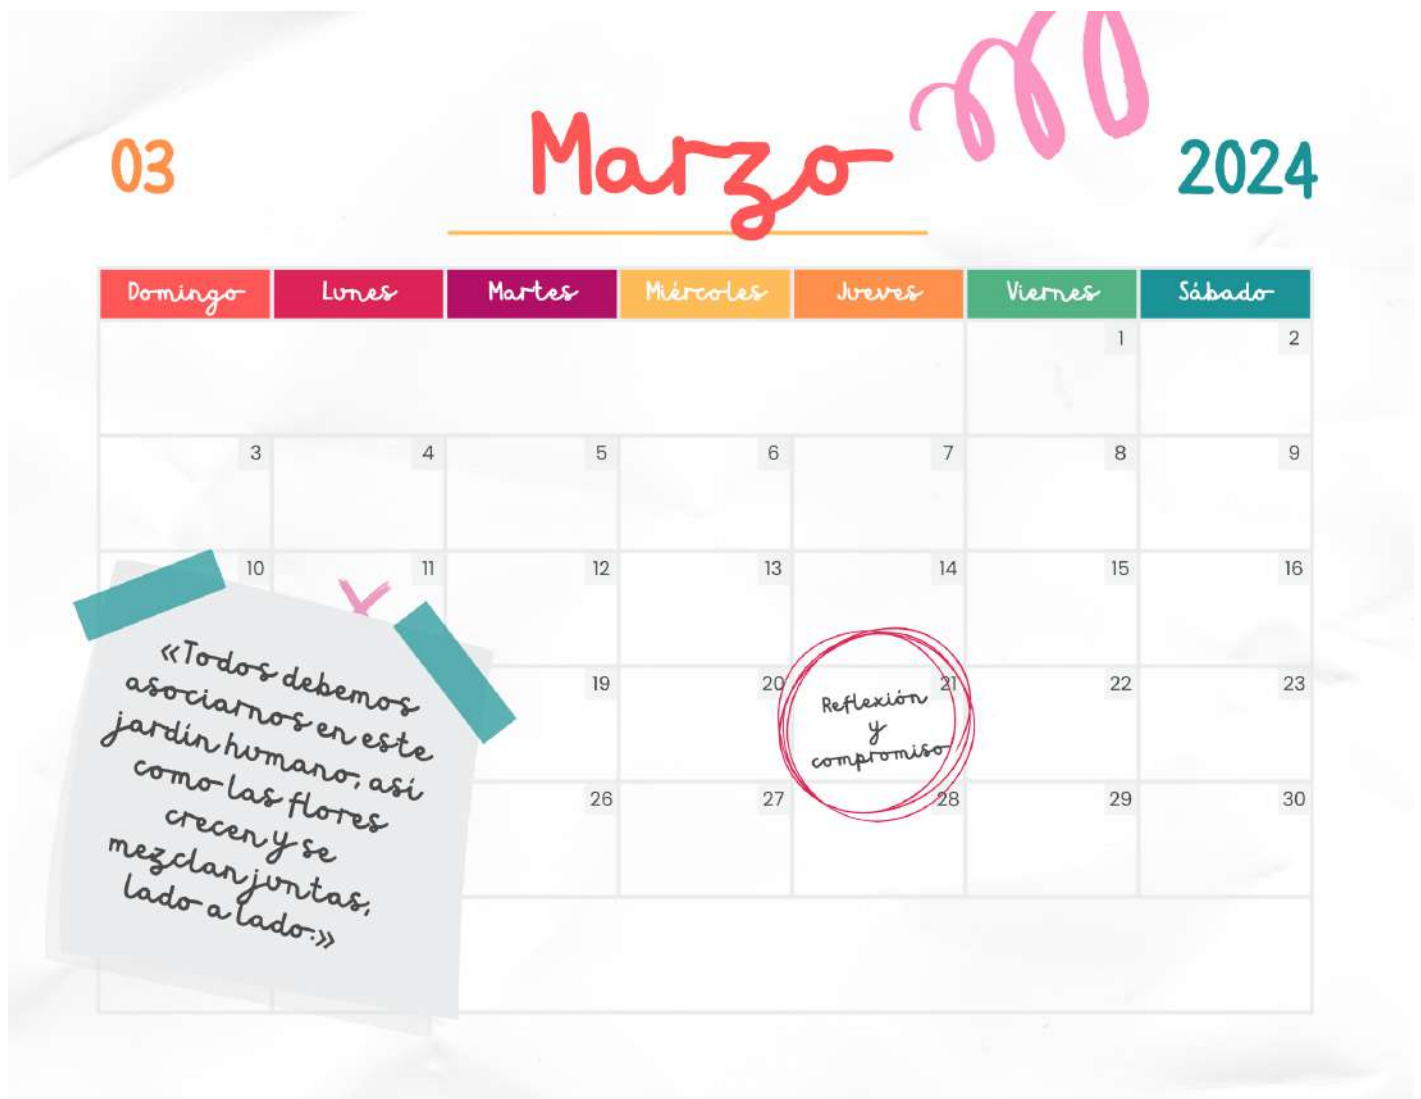 03
Marzo
2024
Domingo
Lunes
Martes
Miércoles
Jueves
Viernes
Sábado
1
2
3
4
5
6
7
8
9
10
11
12
13
14
15
16
«Todos debemos
asociarnos en este
jardín humano, así
como las flores
crecen y se
mezclan juntas,
lado a lado.»
19
20
21
Reflexión
y
compromiso
22
23
26
27
28
29
30